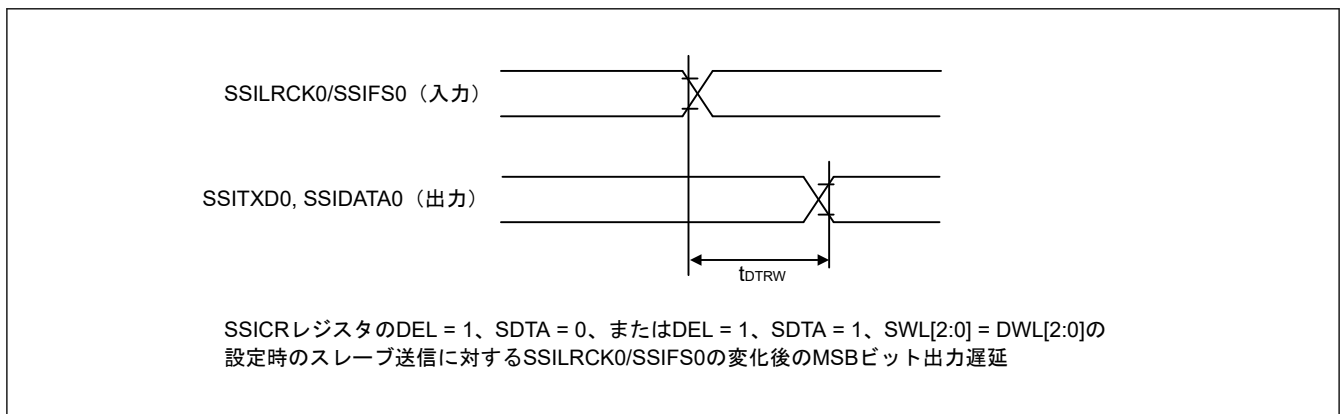 SSILRCK0/SSIFS0（入力）
SSITXD0, SSIDATA0（出力）
tDTRW
SSICRレジスタのDEL = 1、SDTA = 0、またはDEL = 1、SDTA = 1、SWL[2:0] = DWL[2:0]の
設定時のスレーブ送信に対するSSILRCK0/SSIFS0の変化後のMSBビット出力遅延